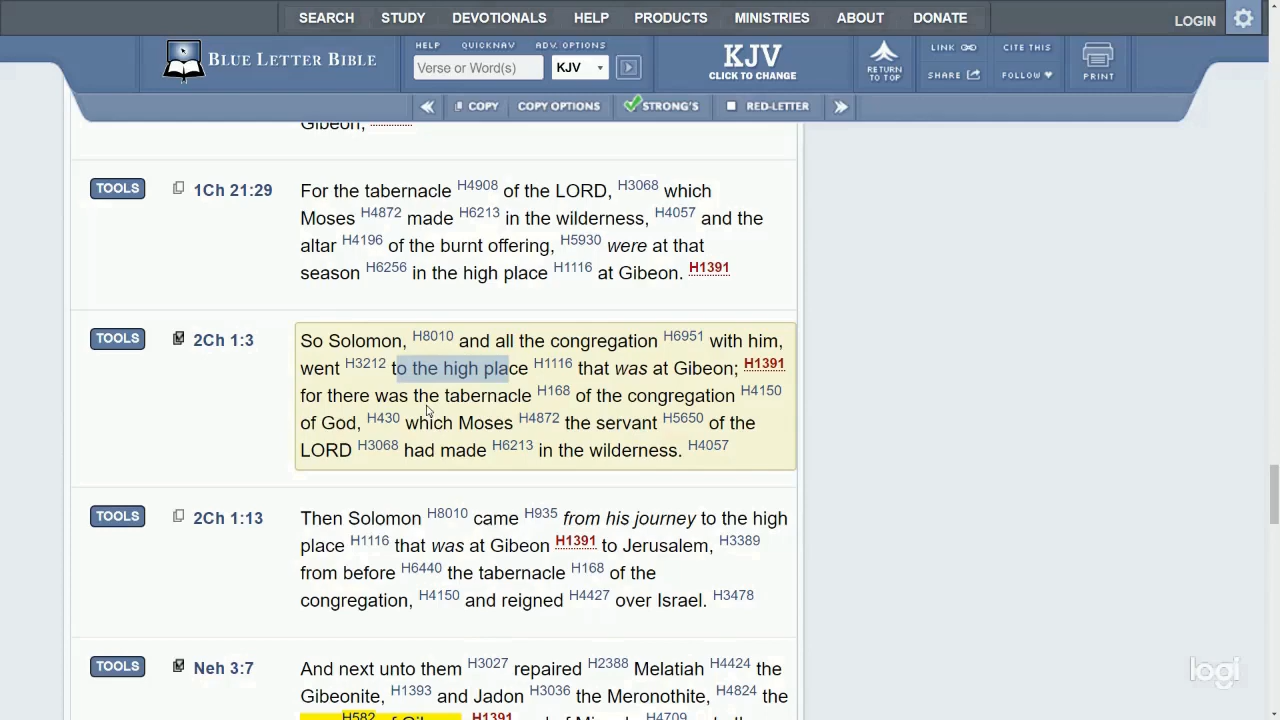 SEARCH STUDY DEVOTIONALS HELP PRODUCTS MINISTRIES ABOUT DONATE LOGIN
BLUE LETTER BIBLE
HELP QUICKNAV ADV. OPTIONS
Verse or Word(s) KJV
KJV
CLICK TO CHANGE
RETURN
TO TOP
LINK CITE THIS
SHARE FOLLOW
PRINT
COPY COPY OPTIONS STRONG'S RED-LETTER
Gibeon,
TOOLS 1Ch 21:29 For the tabernacle H4908 of the LORD, H3068 which
Moses H4872 made H6213 in the wilderness, H4057 and the
altar H4196 of the burnt offering, H5930 were at that
season H6256 in the high place H1116 at Gibeon. H1391
TOOLS 2Ch 1:3 So Solomon, H8010 and all the congregation H6951 with him,
went H3212 to the high place H1116 that was at Gibeon; H1391
for there was the tabernacle H168 of the congregation H4150
of God, H430 which Moses H4872 the servant H5650 of the
LORD H3068 had made H6213 in the wilderness. H4057
TOOLS 2Ch 1:13 Then Solomon H8010 came H935 from his journey to the high
place H1116 that was at Gibeon H1391 to Jerusalem, H3389
from before H6440 the tabernacle H168 of the
congregation, H4150 and reigned H4427 over Israel. H3478
TOOLS Neh 3:7 And next unto them H3027 repaired H2388 Melatiah H4424 the
Gibeonite, H1393 and Jadon H3036 the Meronothite, H4824 the
H582 H1391 H4709
logi